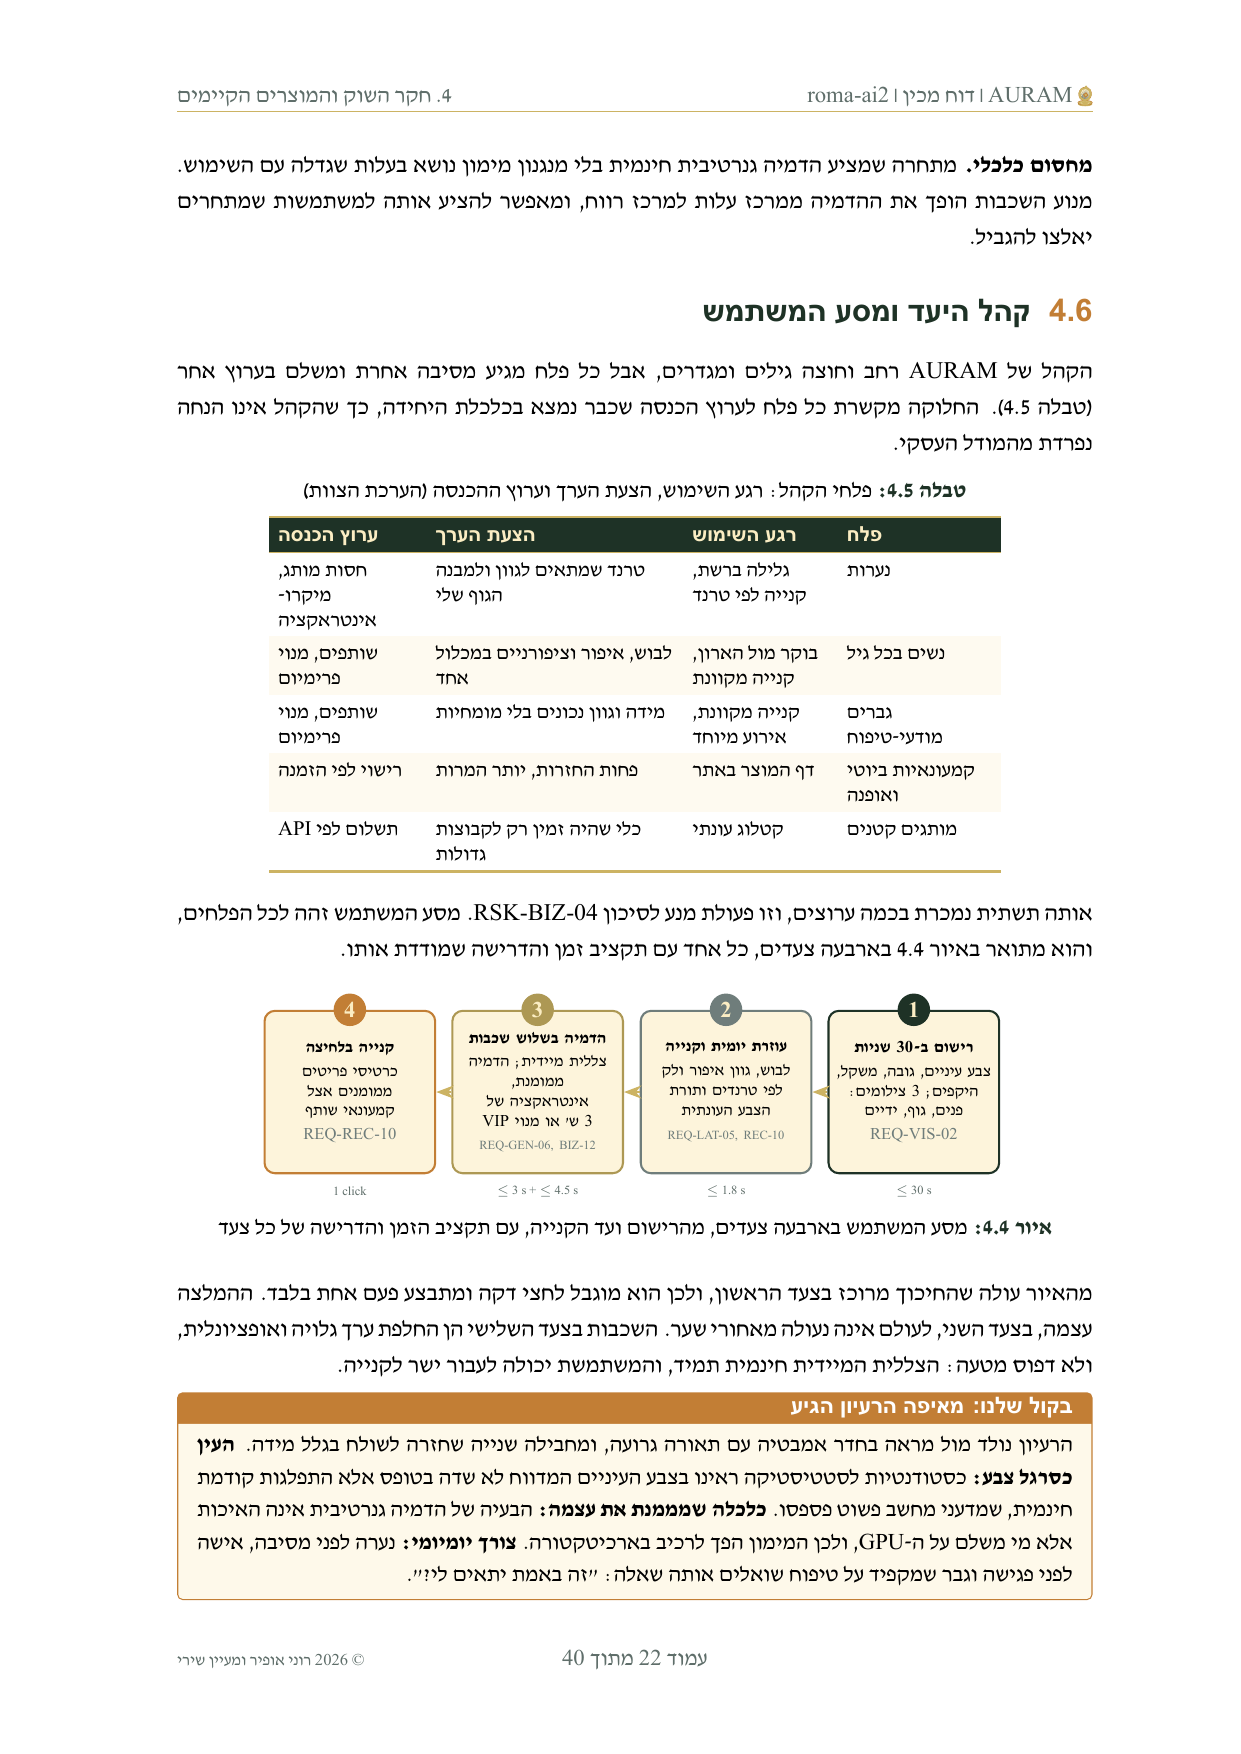 AURAM | דוח מכין | roma-ai2
4. חקר השוק והמוצרים הקיימים
מחסום כלכלי. מתחרה שמציע הדמיה גנרטיבית חינמית בלי מנגנון מימון נושא בעלות שגדלה עם השימוש.
מנוע השכבות הופך את ההדמיה ממרכז עלות למרכז רווח, ומאפשר להציע אותה למשתמשות שמתחרים
יאלצו להגביל.
4.6 קהל היעד ומסע המשתמש
הקהל של AURAM רחב וחוצה גילים ומגדרים, אבל כל פלח מגיע מסיבה אחרת ומשלם בערוץ אחר
(טבלה 4.5). החלוקה מקשרת כל פלח לערוץ הכנסה שכבר נמצא בכלכלת היחידה, כך שהקהל אינו הנחה
נפרדת מהמודל העסקי.
טבלה 4.5: פלחי הקהל: רגע השימוש, הצעת הערך וערוץ ההכנסה (הערכת הצוות)
פלח רגע השימוש הצעת הערך ערוץ הכנסה
נערות גלילה ברשת, טרנד שמתאים לגוון ולמבנה חסות מותג,
קנייה לפי טרנד הגוף שלי מיקרו-
אינטראקציה
נשים בכל גיל בוקר מול הארון, לבוש, איפור וציפורניים במכלול שותפים, מנוי
קנייה מקוונת אחד פרימיום
גברים קנייה מקוונת, מידה וגוון נכונים בלי מומחיות שותפים, מנוי
מודעי-טיפוח אירוע מיוחד פרימיום
קמעונאיות ביוטי דף המוצר באתר פחות החזרות, יותר המרות רישוי לפי הזמנה
ואופנה
מותגים קטנים קטלוג עונתי כלי שהיה זמין רק לקבוצות תשלום לפי API
גדולות
אותה תשתית נמכרת בכמה ערוצים, וזו פעולת מנע לסיכון RSK-BIZ-04. מסע המשתמש זהה לכל הפלחים,
והוא מתואר באיור 4.4 בארבעה צעדים, כל אחד עם תקציב זמן והדרישה שמודדת אותו.
1
רישום ב-30 שניות
צבע עיניים, גובה, משקל,
היקפים; 3 צילומים:
פנים, גוף, ידיים
REQ-VIS-02
≤ 30 s
2
עוזרת יומית וקנייה
לבוש, גוון איפור ולק
לפי טרנדים ותורת
הצבע העונתית
REQ-LAT-05, REC-10
≤ 1.8 s
3
הדמיה בשלוש שכבות
צללית מיידית; הדמיה
ממומנת,
אינטראקציה של
3 ש׳ או מנוי VIP
REQ-GEN-06, BIZ-12
≤ 3 s + ≤ 4.5 s
4
קנייה בלחיצה
כרטיסי פריטים
ממומנים אצל
קמעונאי שותף
REQ-REC-10
1 click
איור 4.4: מסע המשתמש בארבעה צעדים, מהרישום ועד הקנייה, עם תקציב הזמן והדרישה של כל צעד
מהאיור עולה שהחיכוך מרוכז בצעד הראשון, ולכן הוא מוגבל לחצי דקה ומתבצע פעם אחת בלבד. ההמלצה
עצמה, בצעד השני, לעולם אינה נעולה מאחורי שער. השכבות בצעד השלישי הן החלפת ערך גלויה ואופציונלית,
ולא דפוס מטעה: הצללית המיידית חינמית תמיד, והמשתמשת יכולה לעבור ישר לקנייה.
בקול שלנו: מאיפה הרעיון הגיע
הרעיון נולד מול מראה בחדר אמבטיה עם תאורה גרועה, ומחבילה שנייה שחזרה לשולח בגלל מידה. העין
כסרגל צבע: כסטודנטיות לסטטיסטיקה ראינו בצבע העיניים המדווח לא שדה בטופס אלא התפלגות קודמת
חינמית, שמדעני מחשב פשוט פספסו. כלכלה שמממנת את עצמה: הבעיה של הדמיה גנרטיבית אינה האיכות
אלא מי משלם על ה-GPU, ולכן המימון הפך לרכיב בארכיטקטורה. צורך יומיומי: נערה לפני מסיבה, אישה
לפני פגישה וגבר שמקפיד על טיפוח שואלים אותה שאלה: ״זה באמת יתאים לי?״.
עמוד 22 מתוך 40
© 2026 רוני אופיר ומעיין שירי